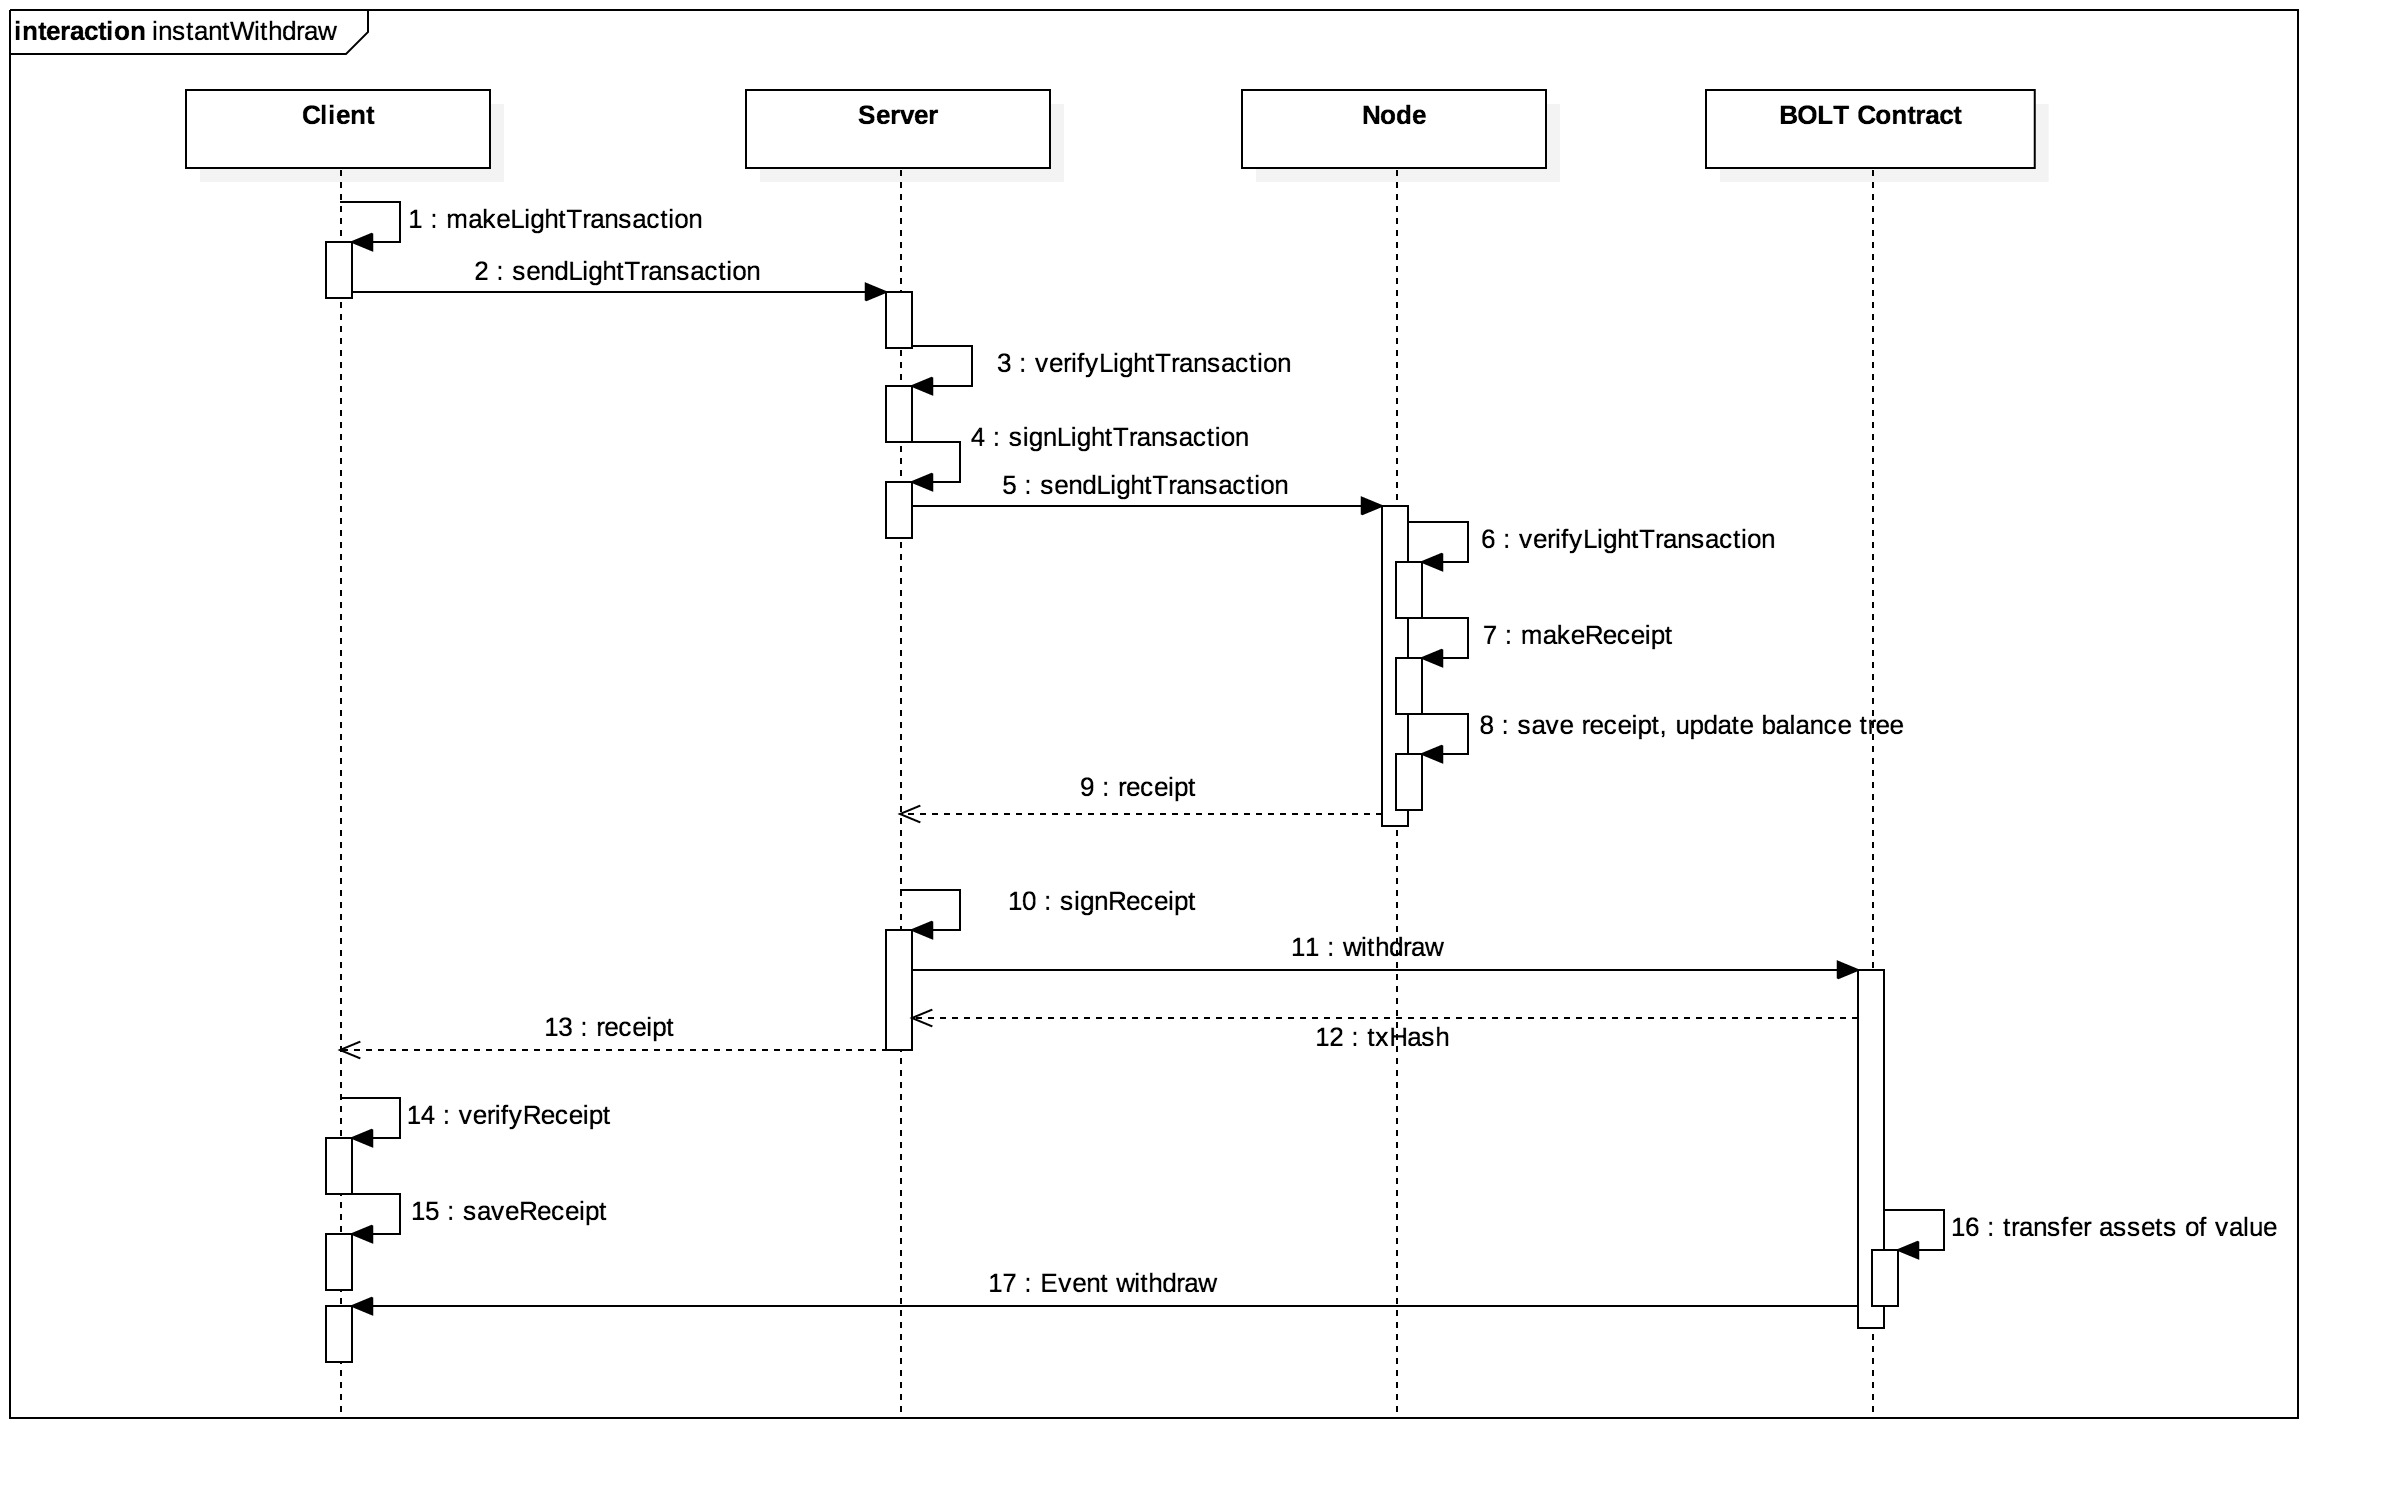 interaction instantWithdraw
Client
Server
Node
BOLT Contract
1 : makeLightTransaction
2 : sendLightTransaction
3 : verifyLightTransaction
4 : signLightTransaction
5 : sendLightTransaction
6 : verifyLightTransaction
7 : makeReceipt
8 : save receipt, update balance tree
9 : receipt
10 : signReceipt
11 : withdraw
12 : txHash
13 : receipt
14 : verifyReceipt
15 : saveReceipt
16 : transfer assets of value
17 : Event withdraw